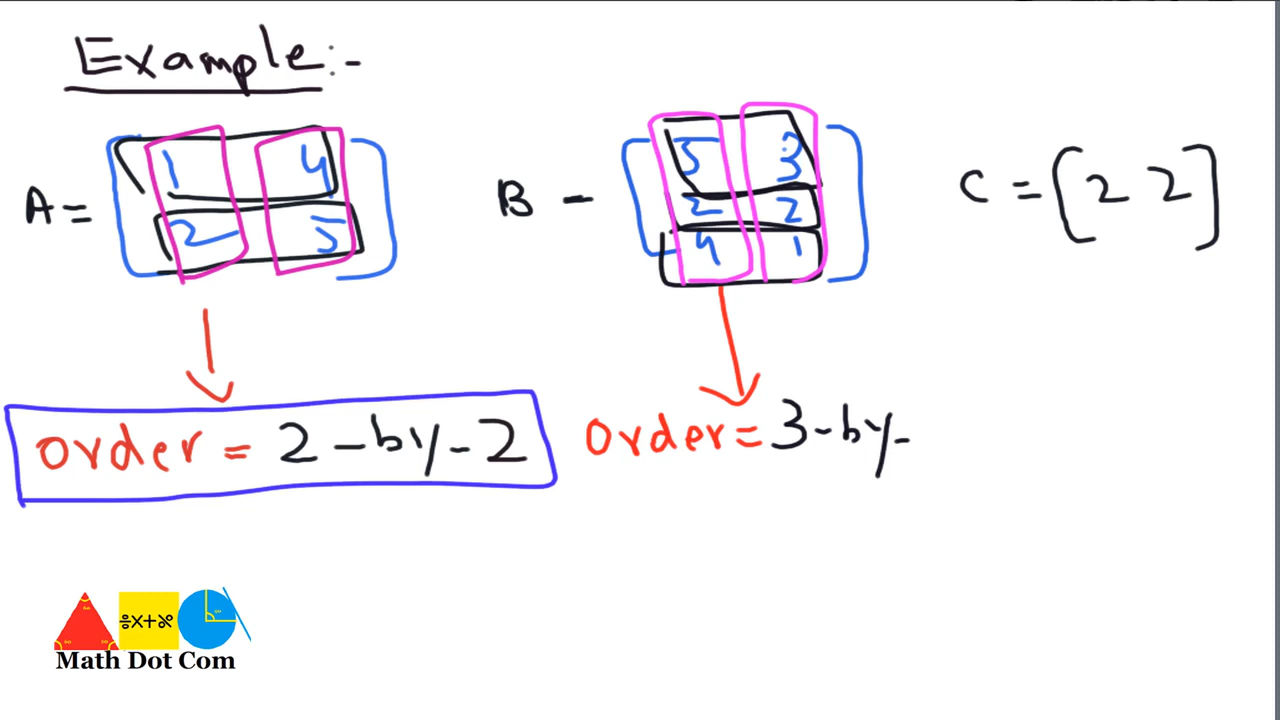 Example:-
A = [ 1 4
2 5 ]
B - [ 5 3
2 2
4 1 ]
C = [ 2 2 ]
order = 2 - by - 2
order = 3 - by -
÷x+%
Math Dot Com